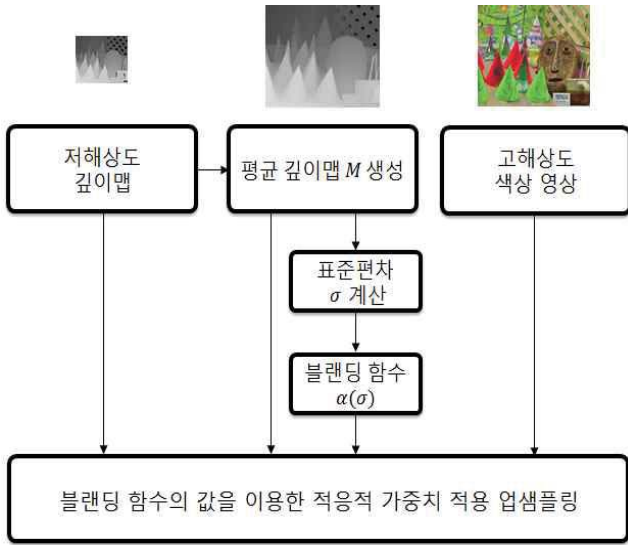 저해상도
깊이맵
평균 깊이맵 M 생성
고해상도
색상 영상
표준편차
σ 계산
블랜딩 함수
α(σ)
블랜딩 함수의 값을 이용한 적응적 가중치 적용 업샘플링